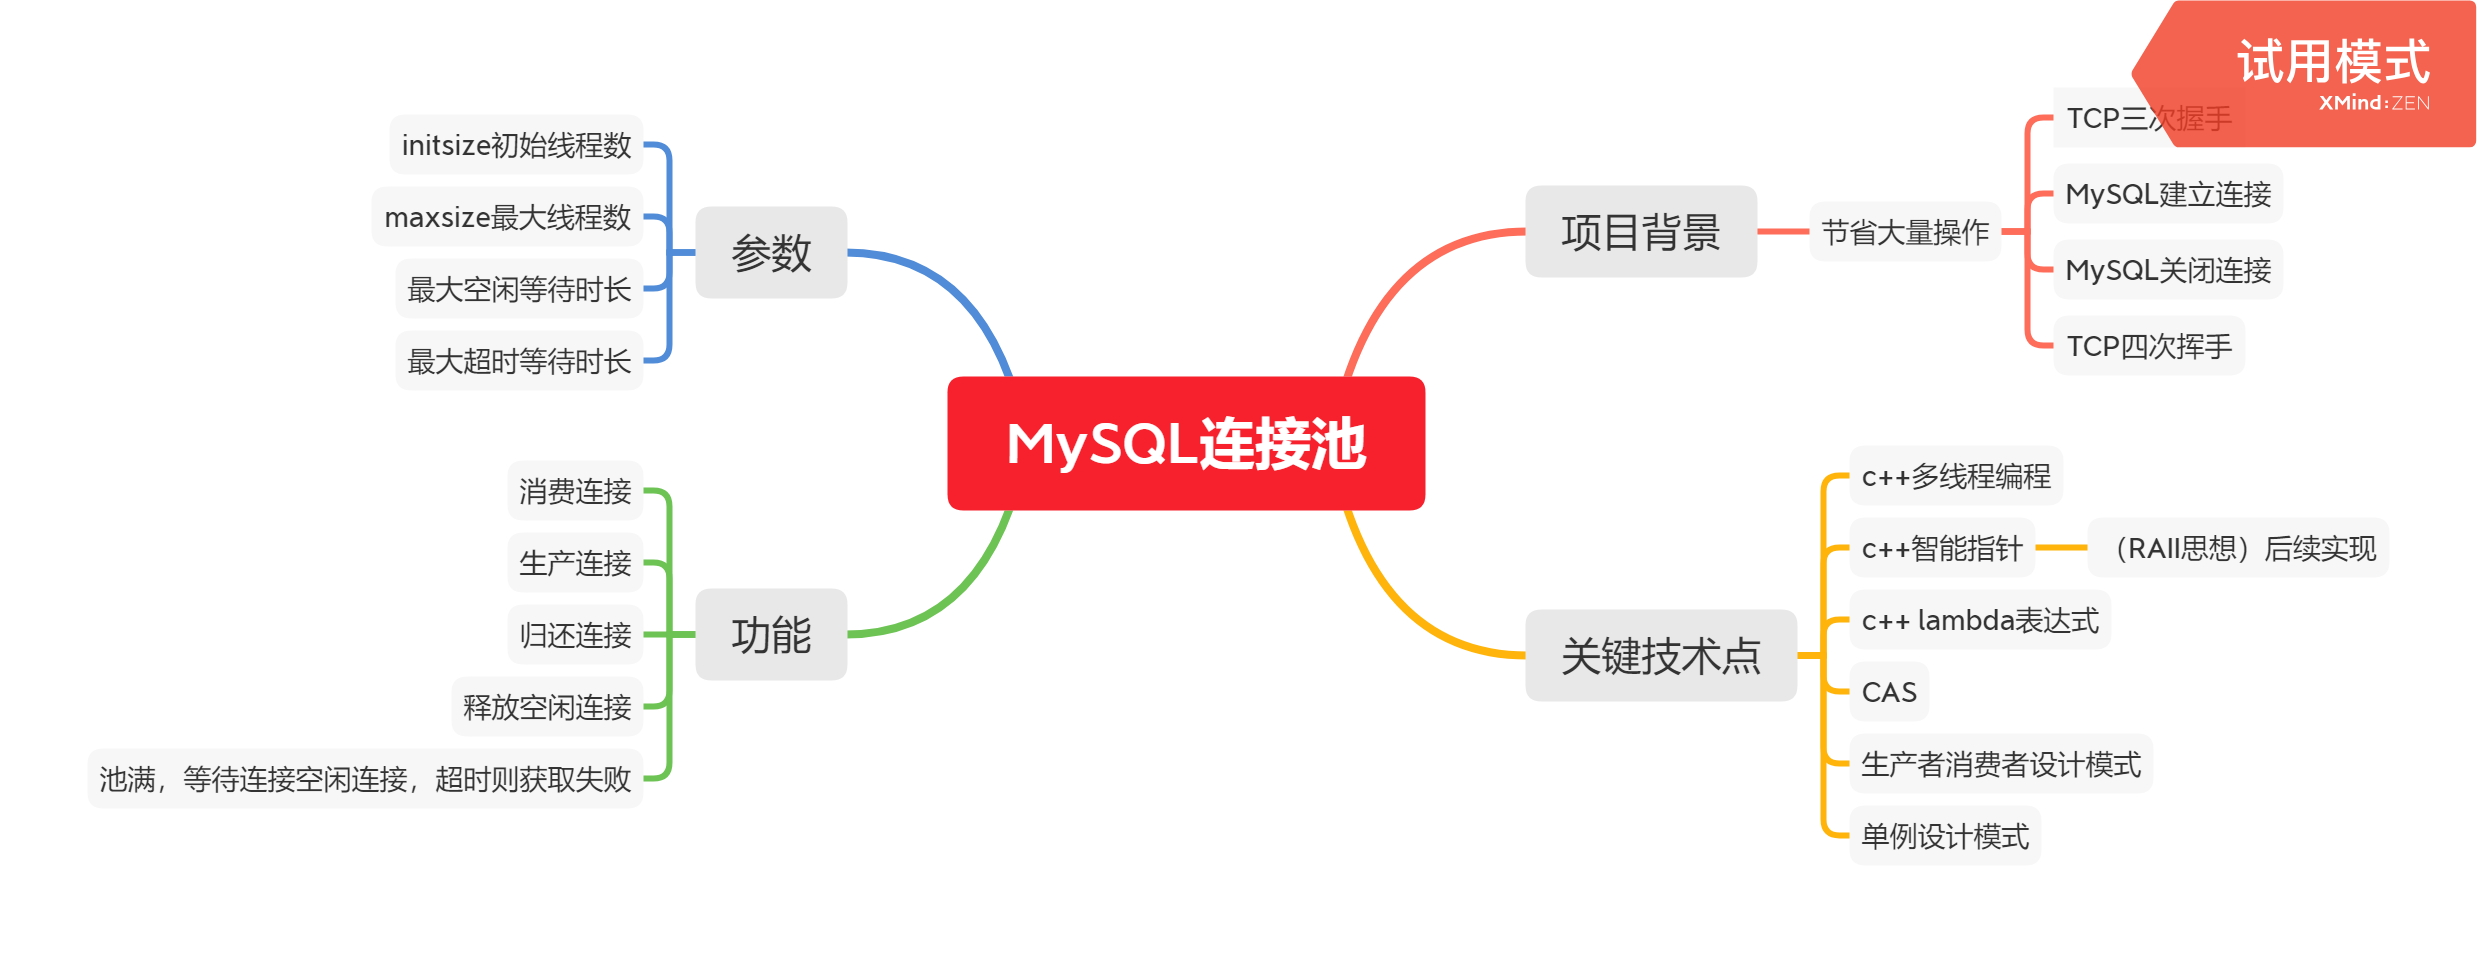 试用模式
XMind:ZEN
MySQL连接池
项目背景
节省大量操作
TCP三次握手
MySQL建立连接
MySQL关闭连接
TCP四次挥手
关键技术点
c++多线程编程
c++智能指针
（RAII思想）后续实现
c++ lambda表达式
CAS
生产者消费者设计模式
单例设计模式
参数
initsize初始线程数
maxsize最大线程数
最大空闲等待时长
最大超时等待时长
功能
消费连接
生产连接
归还连接
释放空闲连接
池满，等待连接空闲连接，超时则获取失败